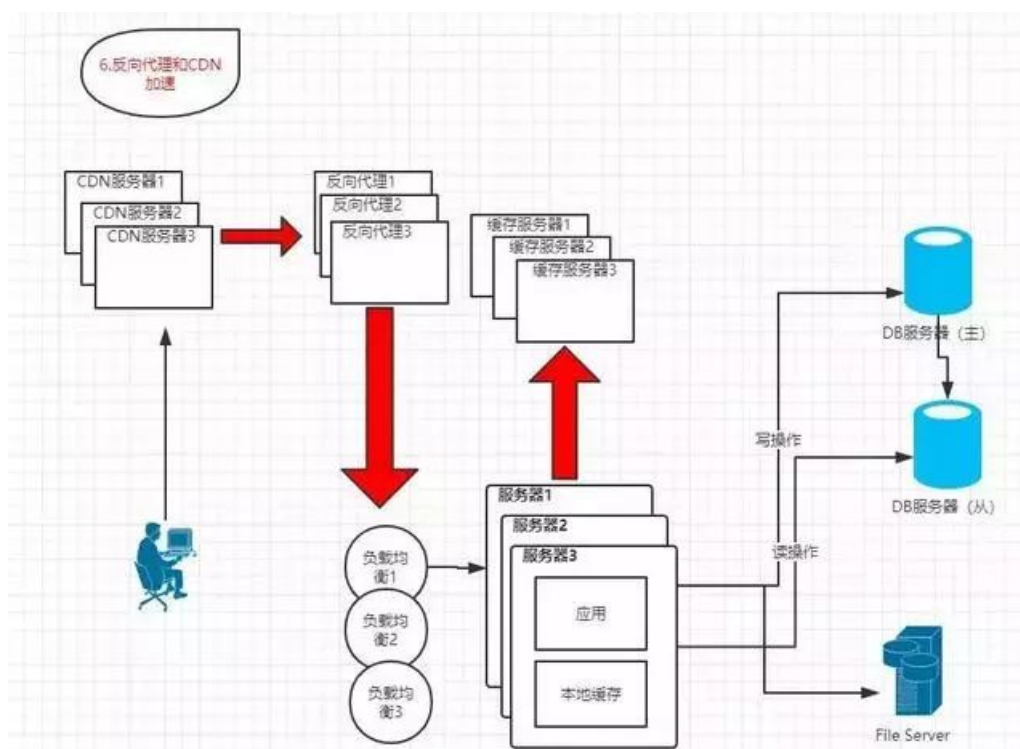 6.反向代理和CDN
加速
CDN服务器1
CDN服务器2
CDN服务器3
反向代理1
反向代理2
反向代理3
缓存服务器1
缓存服务器2
缓存服务器3
DB服务器（主）
写操作
DB服务器（从）
读操作
服务器1
服务器2
服务器3
负载均
衡1
负载均
衡2
负载均
衡3
应用
本地缓存
File Server